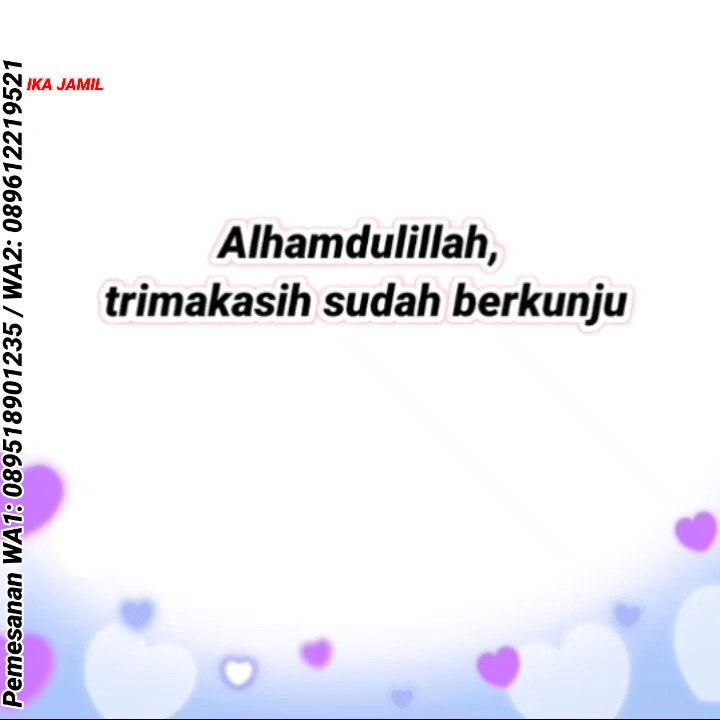 IKA JAMIL
Alhamdulillah,
trimakasih sudah berkunju
Pemesanan WA1: 089518901235 / WA2: 089612219521